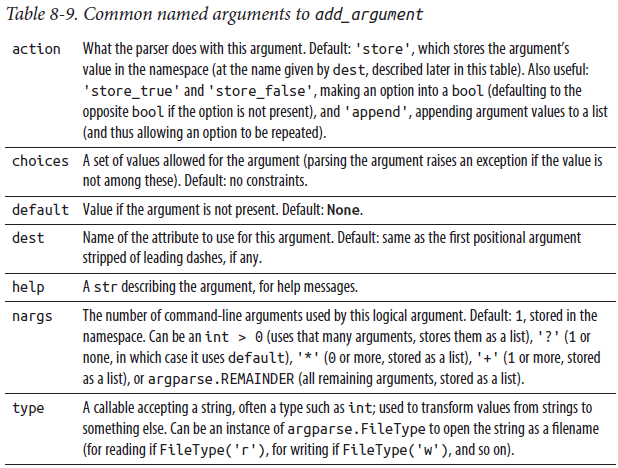 Table 8-9. Common named arguments to add_argument
action What the parser does with this argument. Default: 'store', which stores the argument's
value in the namespace (at the name given by dest, described later in this table). Also useful:
'store_true' and 'store_false', making an option into a bool (defaulting to the
opposite bool if the option is not present), and 'append', appending argument values to a list
(and thus allowing an option to be repeated).
choices A set of values allowed for the argument (parsing the argument raises an exception if the value is
not among these). Default: no constraints.
default Value if the argument is not present. Default: None.
dest Name of the attribute to use for this argument. Default: same as the first positional argument
stripped of leading dashes, if any.
help A str describing the argument, for help messages.
nargs The number of command-line arguments used by this logical argument. Default: 1, stored in the
namespace. Can be an int > 0 (uses that many arguments, stores them as a list), '?' (1 or
none, in which case it uses default), '*' (0 or more, stored as a list), '+' (1 or more, stored
as a list), or argparse.REMAINDER (all remaining arguments, stored as a list).
type A callable accepting a string, often a type such as int; used to transform values from strings to
something else. Can be an instance of argparse.FileType to open the string as a filename
(for reading if FileType('r'), for writing if FileType('w'), and so on).